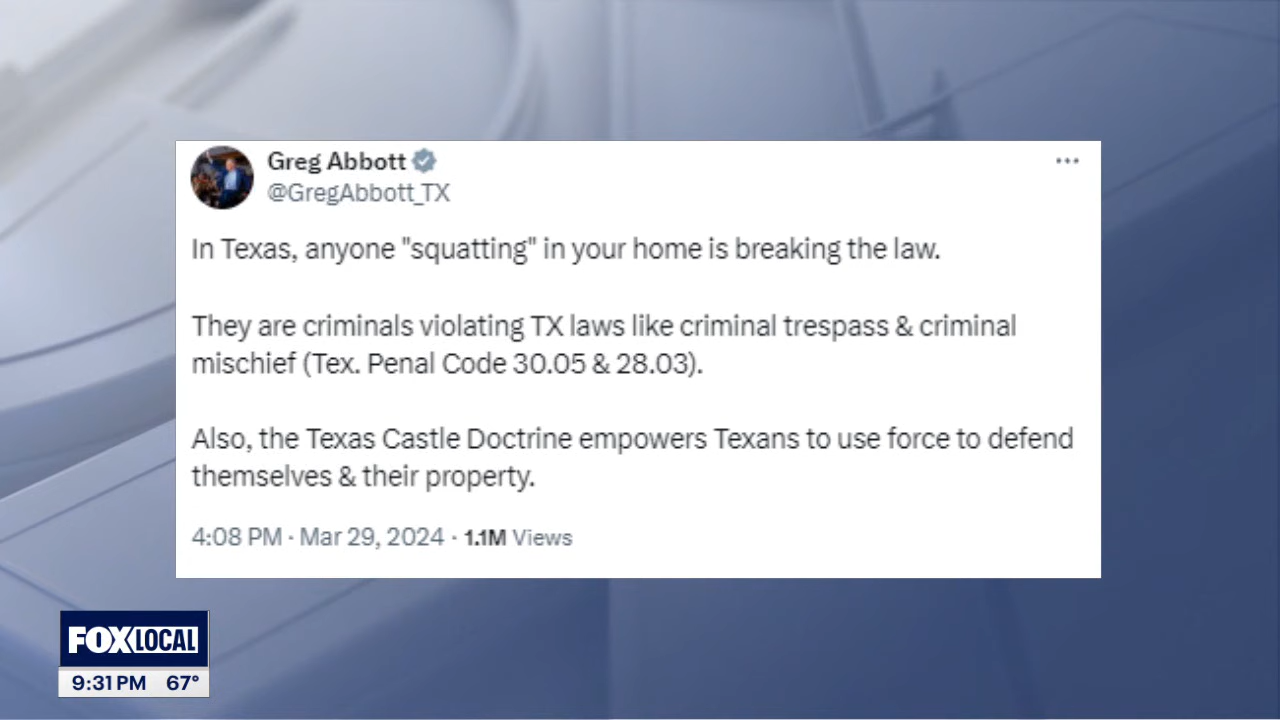 Greg Abbott
@GregAbbott_TX
In Texas, anyone "squatting" in your home is breaking the law.
They are criminals violating TX laws like criminal trespass & criminal
mischief (Tex. Penal Code 30.05 & 28.03).
Also, the Texas Castle Doctrine empowers Texans to use force to defend
themselves & their property.
4:08 PM · Mar 29, 2024 · 1.1M Views
FOX LOCAL
9:31 PM 67°